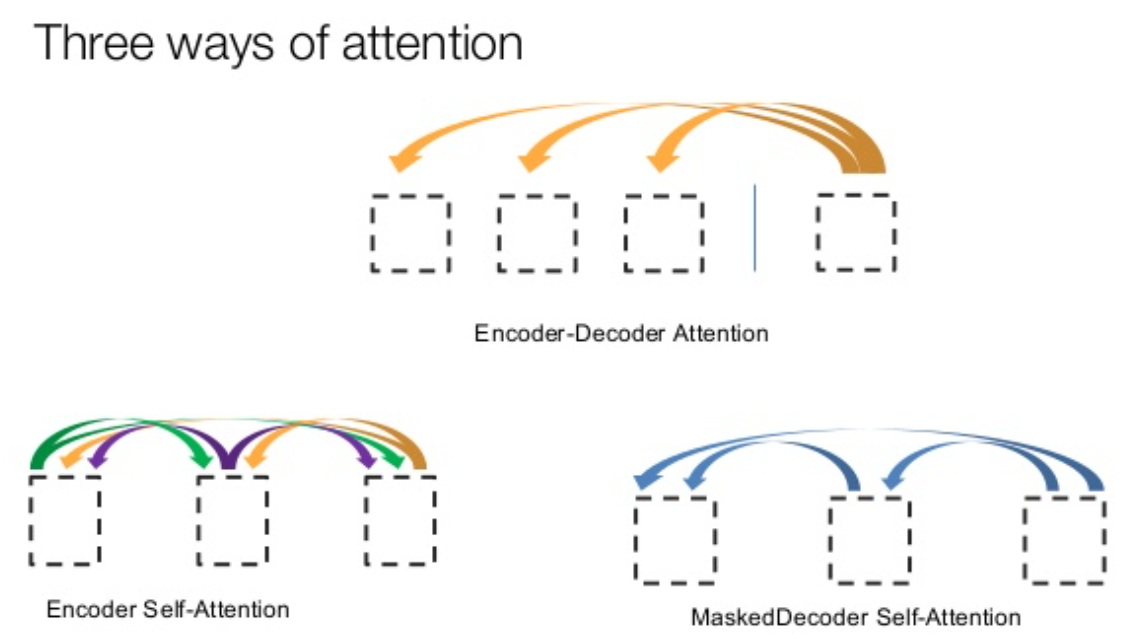 Three ways of attention
Encoder-Decoder Attention
Encoder Self-Attention
MaskedDecoder Self-Attention